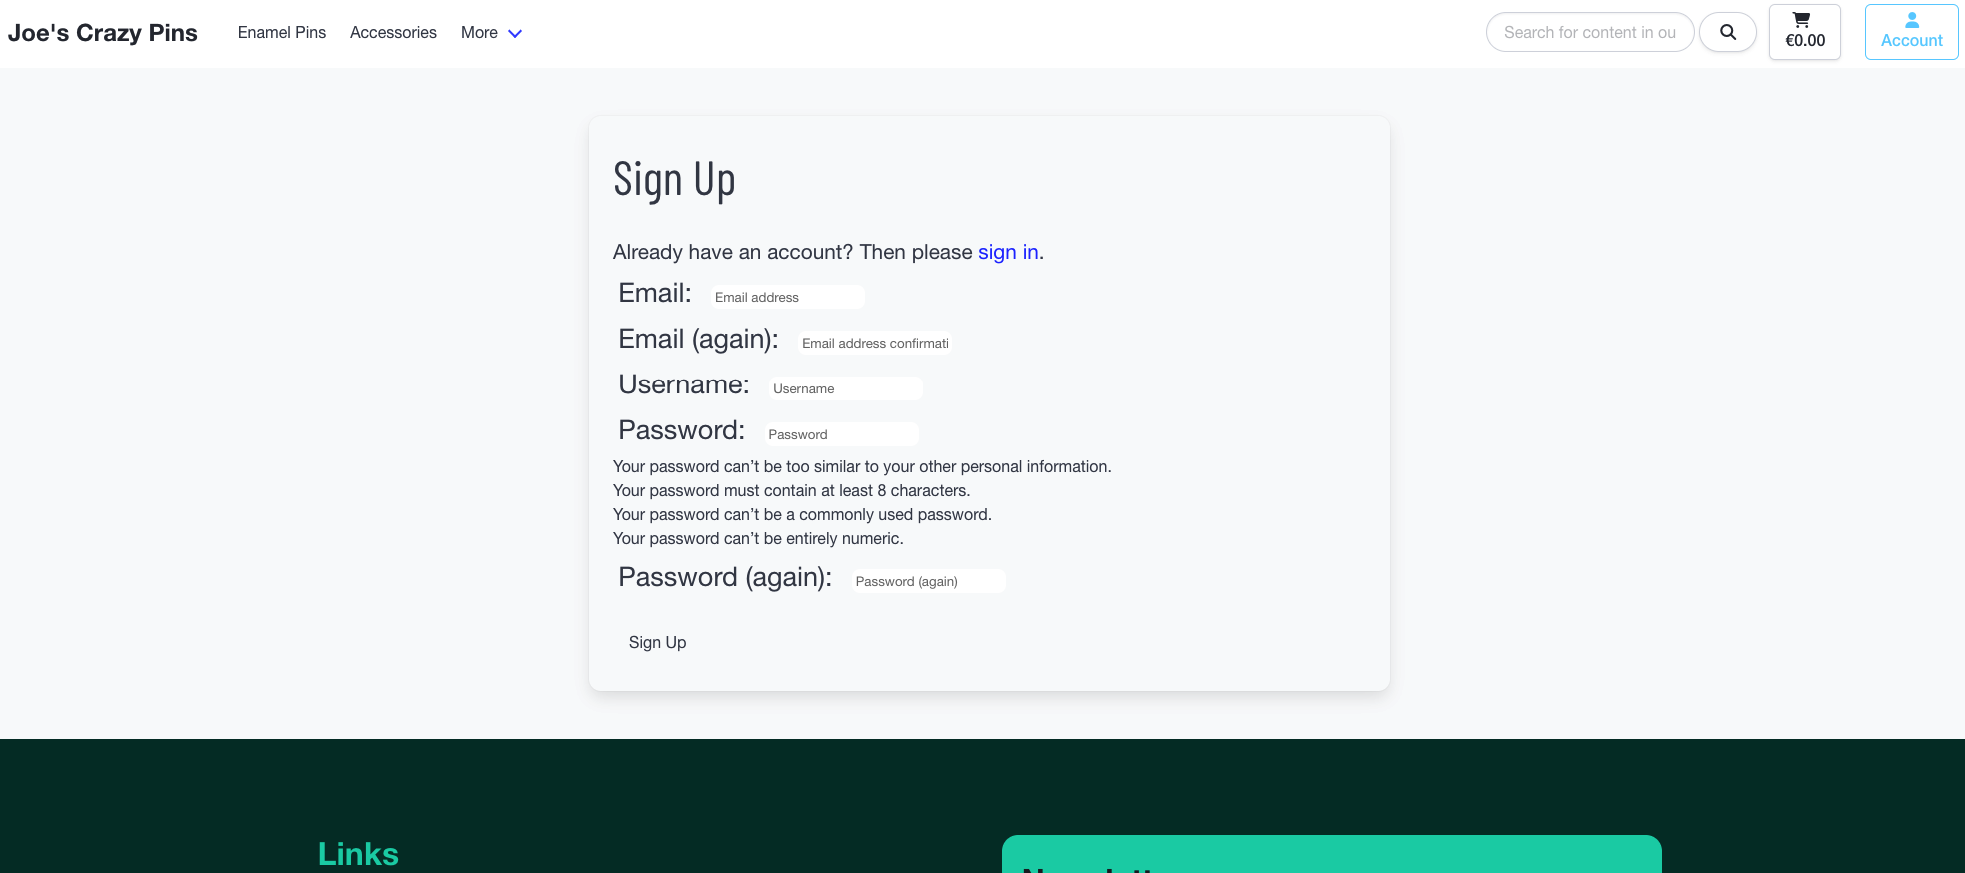 Joe's Crazy Pins
Enamel Pins
Accessories
More
Search for content in ou
€0.00
Account
Sign Up
Already have an account? Then please sign in.
Email:
Email address
Email (again):
Email address confirmati
Username:
Username
Password:
Password
Your password can’t be too similar to your other personal information.
Your password must contain at least 8 characters.
Your password can’t be a commonly used password.
Your password can’t be entirely numeric.
Password (again):
Password (again)
Sign Up
Links